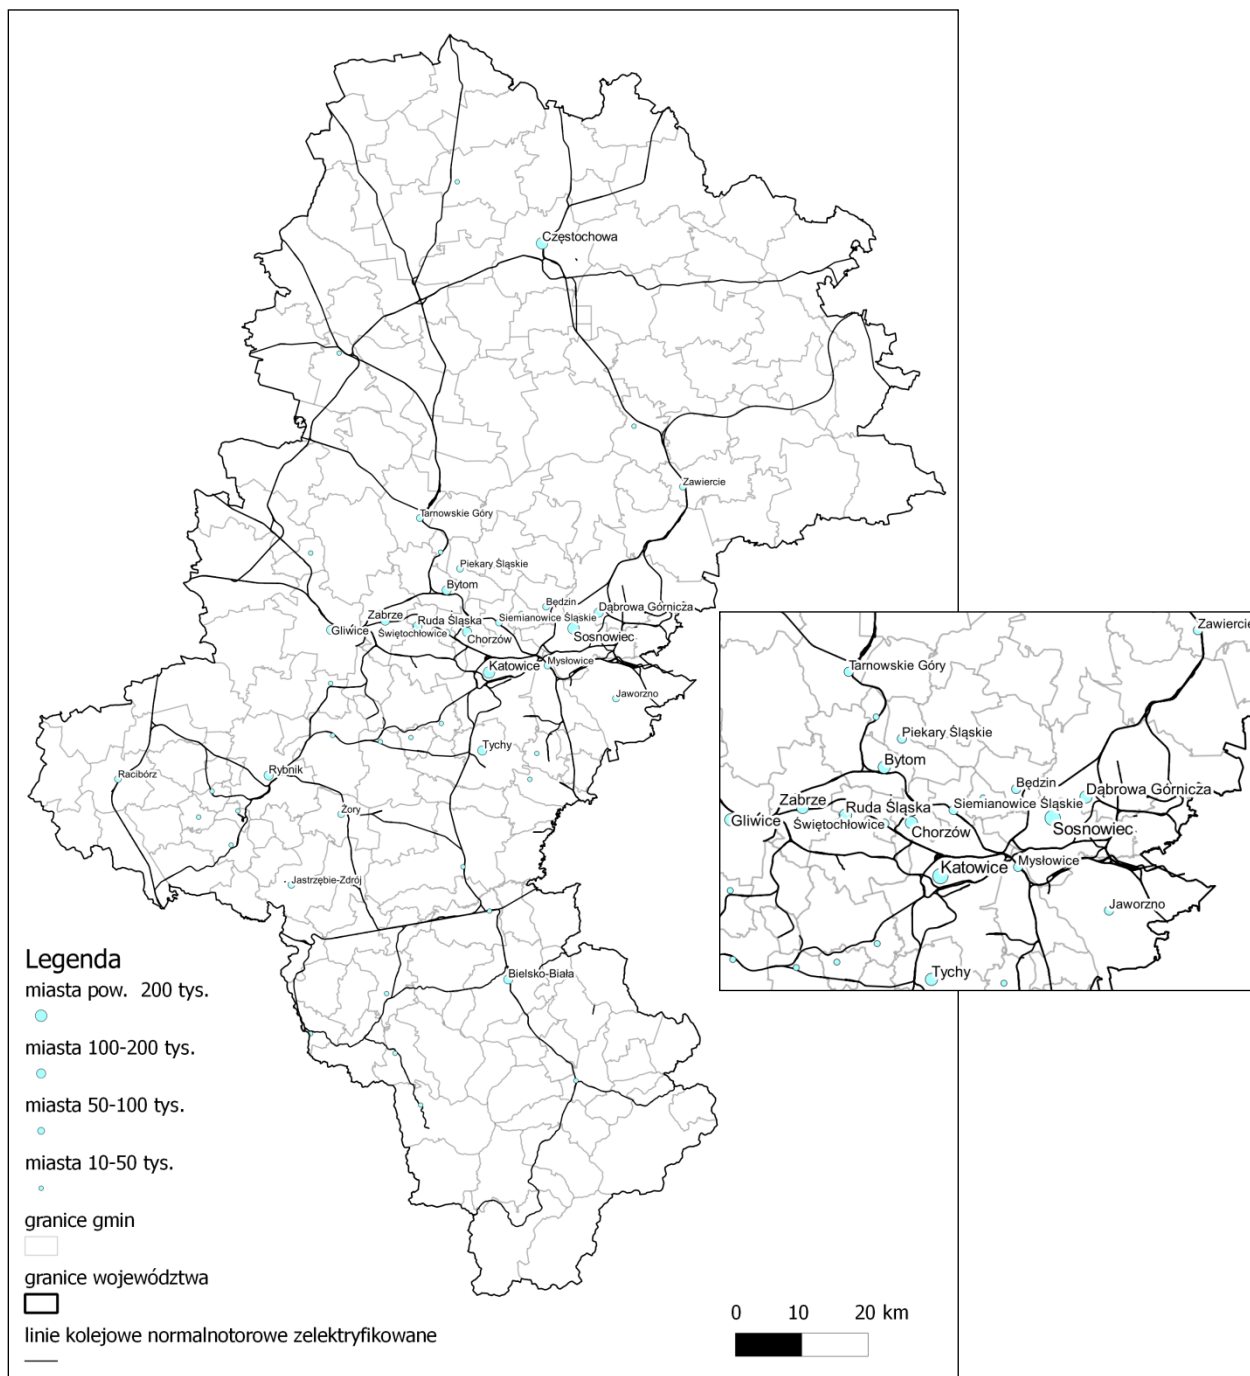 Częstochowa
Zawiercie
Tarnowskie Góry
Piekary Śląskie
Bytom
Będzin
Dąbrowa Górnicza
Zabrze
Ruda Śląska
Siemianowice Śląskie
Gliwice
Świętochłowice
Chorzów
Sosnowiec
Katowice
Mysłowice
Jaworzno
Tychy
Racibórz
Rybnik
Żory
Jastrzębie-Zdrój
Bielsko-Biała
Zawiercie
Tarnowskie Góry
Piekary Śląskie
Bytom
Będzin
Dąbrowa Górnicza
Zabrze
Ruda Śląska
Siemianowice Śląskie
Gliwice
Świętochłowice
Chorzów
Sosnowiec
Katowice
Mysłowice
Jaworzno
Tychy
Legenda
miasta pow. 200 tys.
miasta 100-200 tys.
miasta 50-100 tys.
miasta 10-50 tys.
granice gmin
granice województwa
linie kolejowe normalnotorowe zelektryfikowane
0 10 20 km